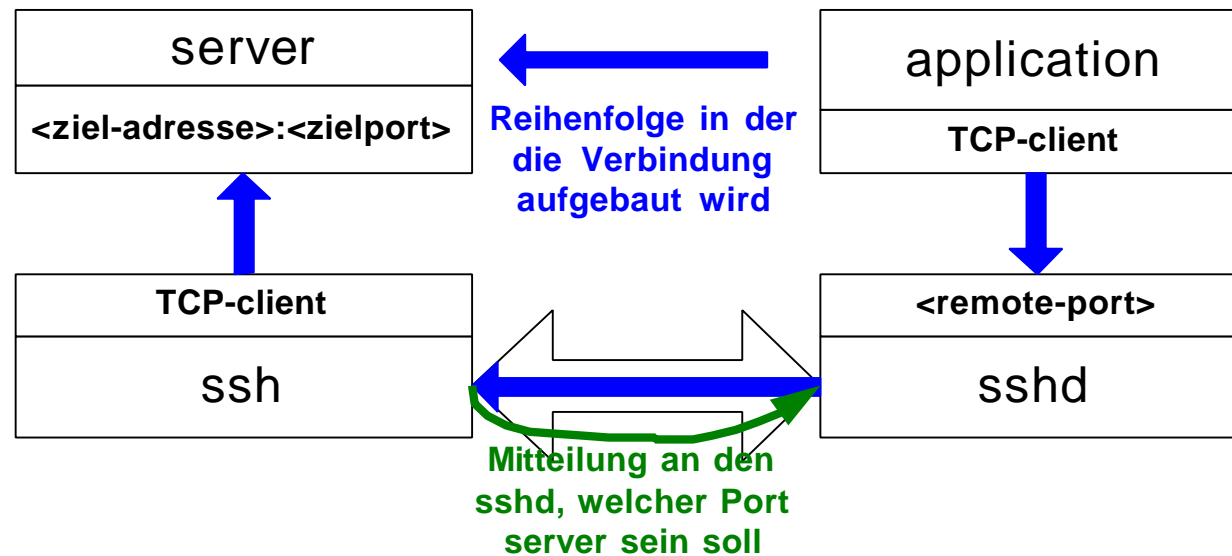 server
<ziel-adresse>:<zielport>
Reihenfolge in der
die Verbindung
aufgebaut wird
application
TCP-client
TCP-client
ssh
<remote-port>
sshd
Mitteilung an den
sshd, welcher Port
server sein soll